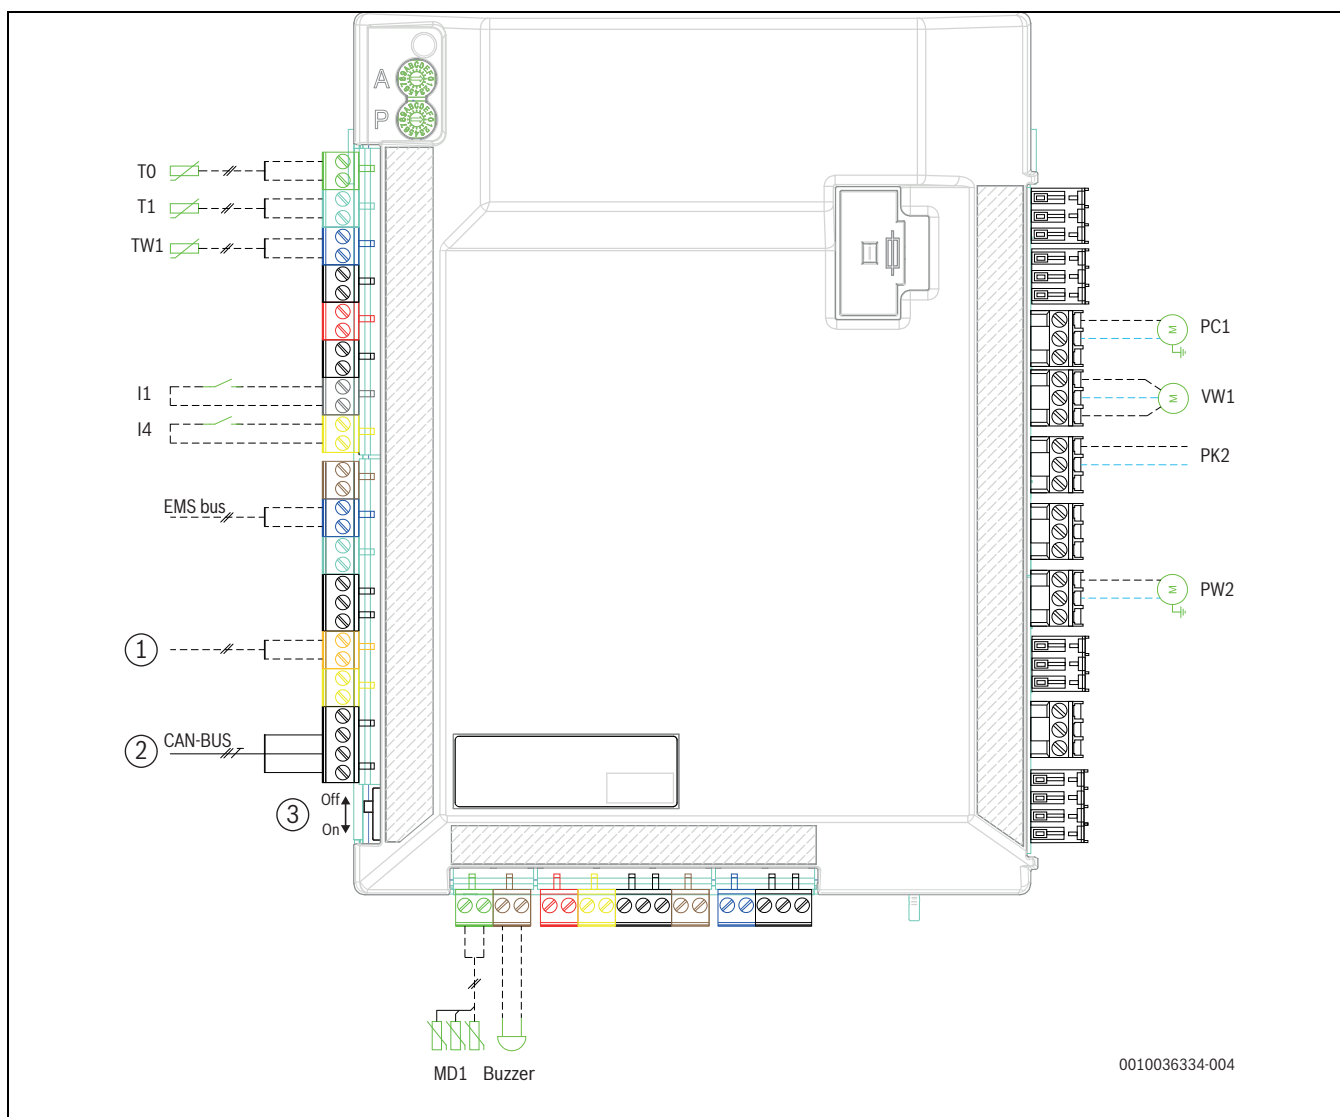 A
P
T0
T1
TW1
I1
I4
EMS bus
1
2 CAN-BUS
3 Off
On
PC1
M
VW1
M
PK2
PW2
M
MD1 Buzzer
0010036334-004